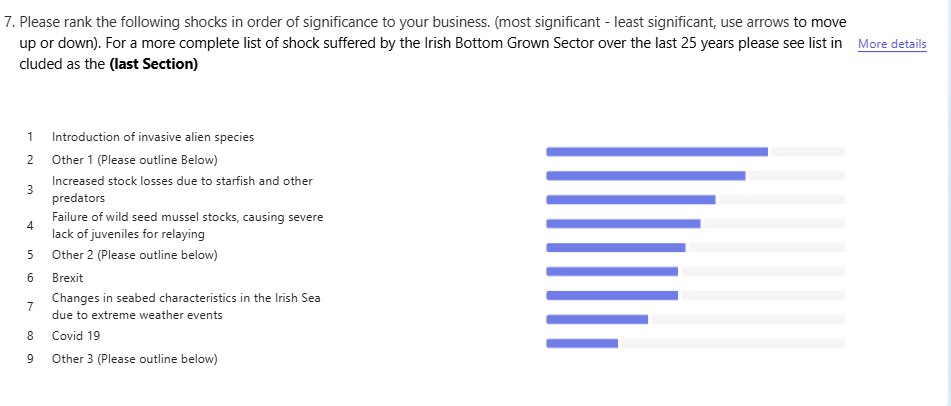 7. Please rank the following shocks in order of significance to your business. (most significant - least significant, use arrows to move
up or down). For a more complete list of shock suffered by the Irish Bottom Grown Sector over the last 25 years please see list in More details
cluded as the (last Section)
1 Introduction of invasive alien species
2 Other 1 (Please outline Below)
3 Increased stock losses due to starfish and other
predators
4 Failure of wild seed mussel stocks, causing severe
lack of juveniles for relaying
5 Other 2 (Please outline below)
6 Brexit
7 Changes in seabed characteristics in the Irish Sea
due to extreme weather events
8 Covid 19
9 Other 3 (Please outline below)